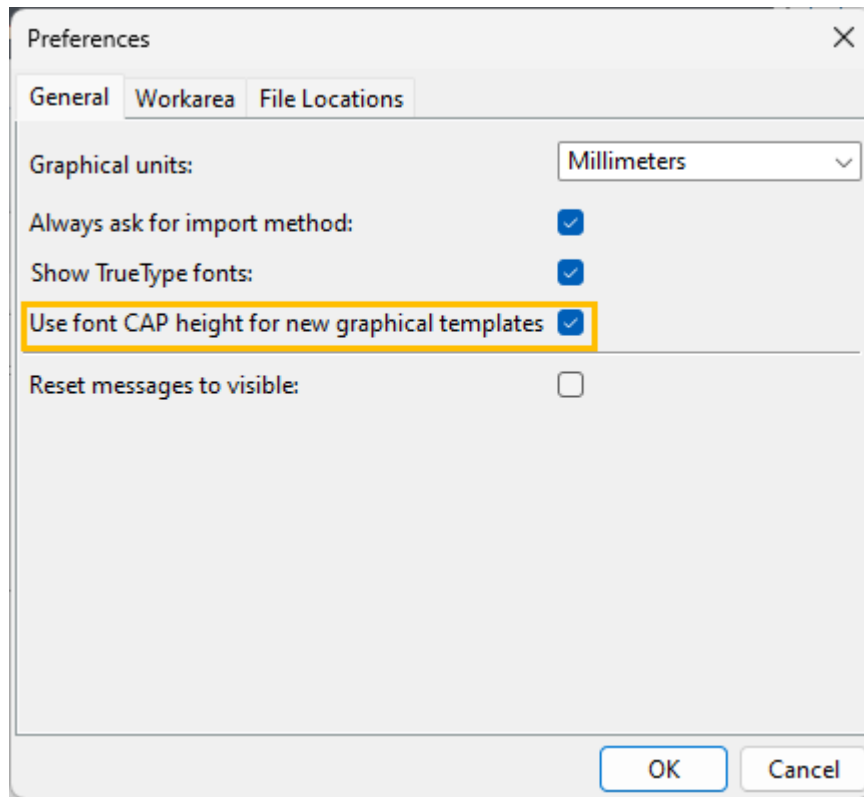 Preferences
General Workarea File Locations
Graphical units: Millimeters
Always ask for import method:
Show TrueType fonts:
Use font CAP height for new graphical templates
Reset messages to visible:
OK Cancel